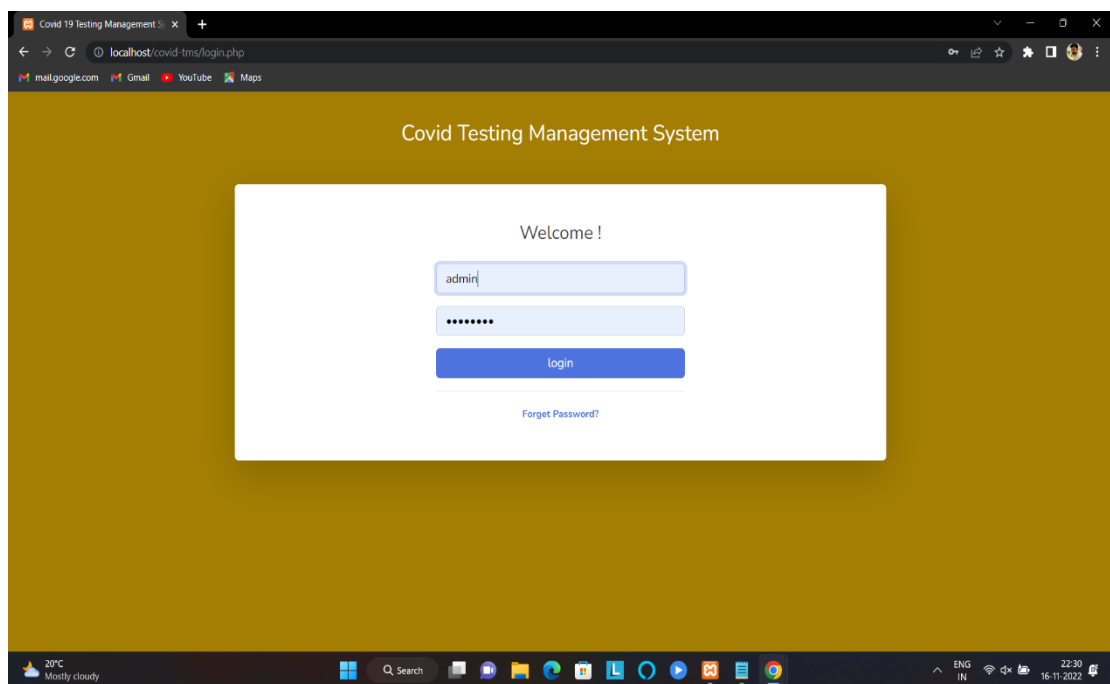 Covid 19 Testing Management Sy
localhost/covid-tms/login.php
mail.google.com Gmail YouTube Maps
Covid Testing Management System
Welcome !
admin
••••••••
login
Forget Password?
20°C
Mostly cloudy
Search
L
ENG
IN
22:30
16-11-2022